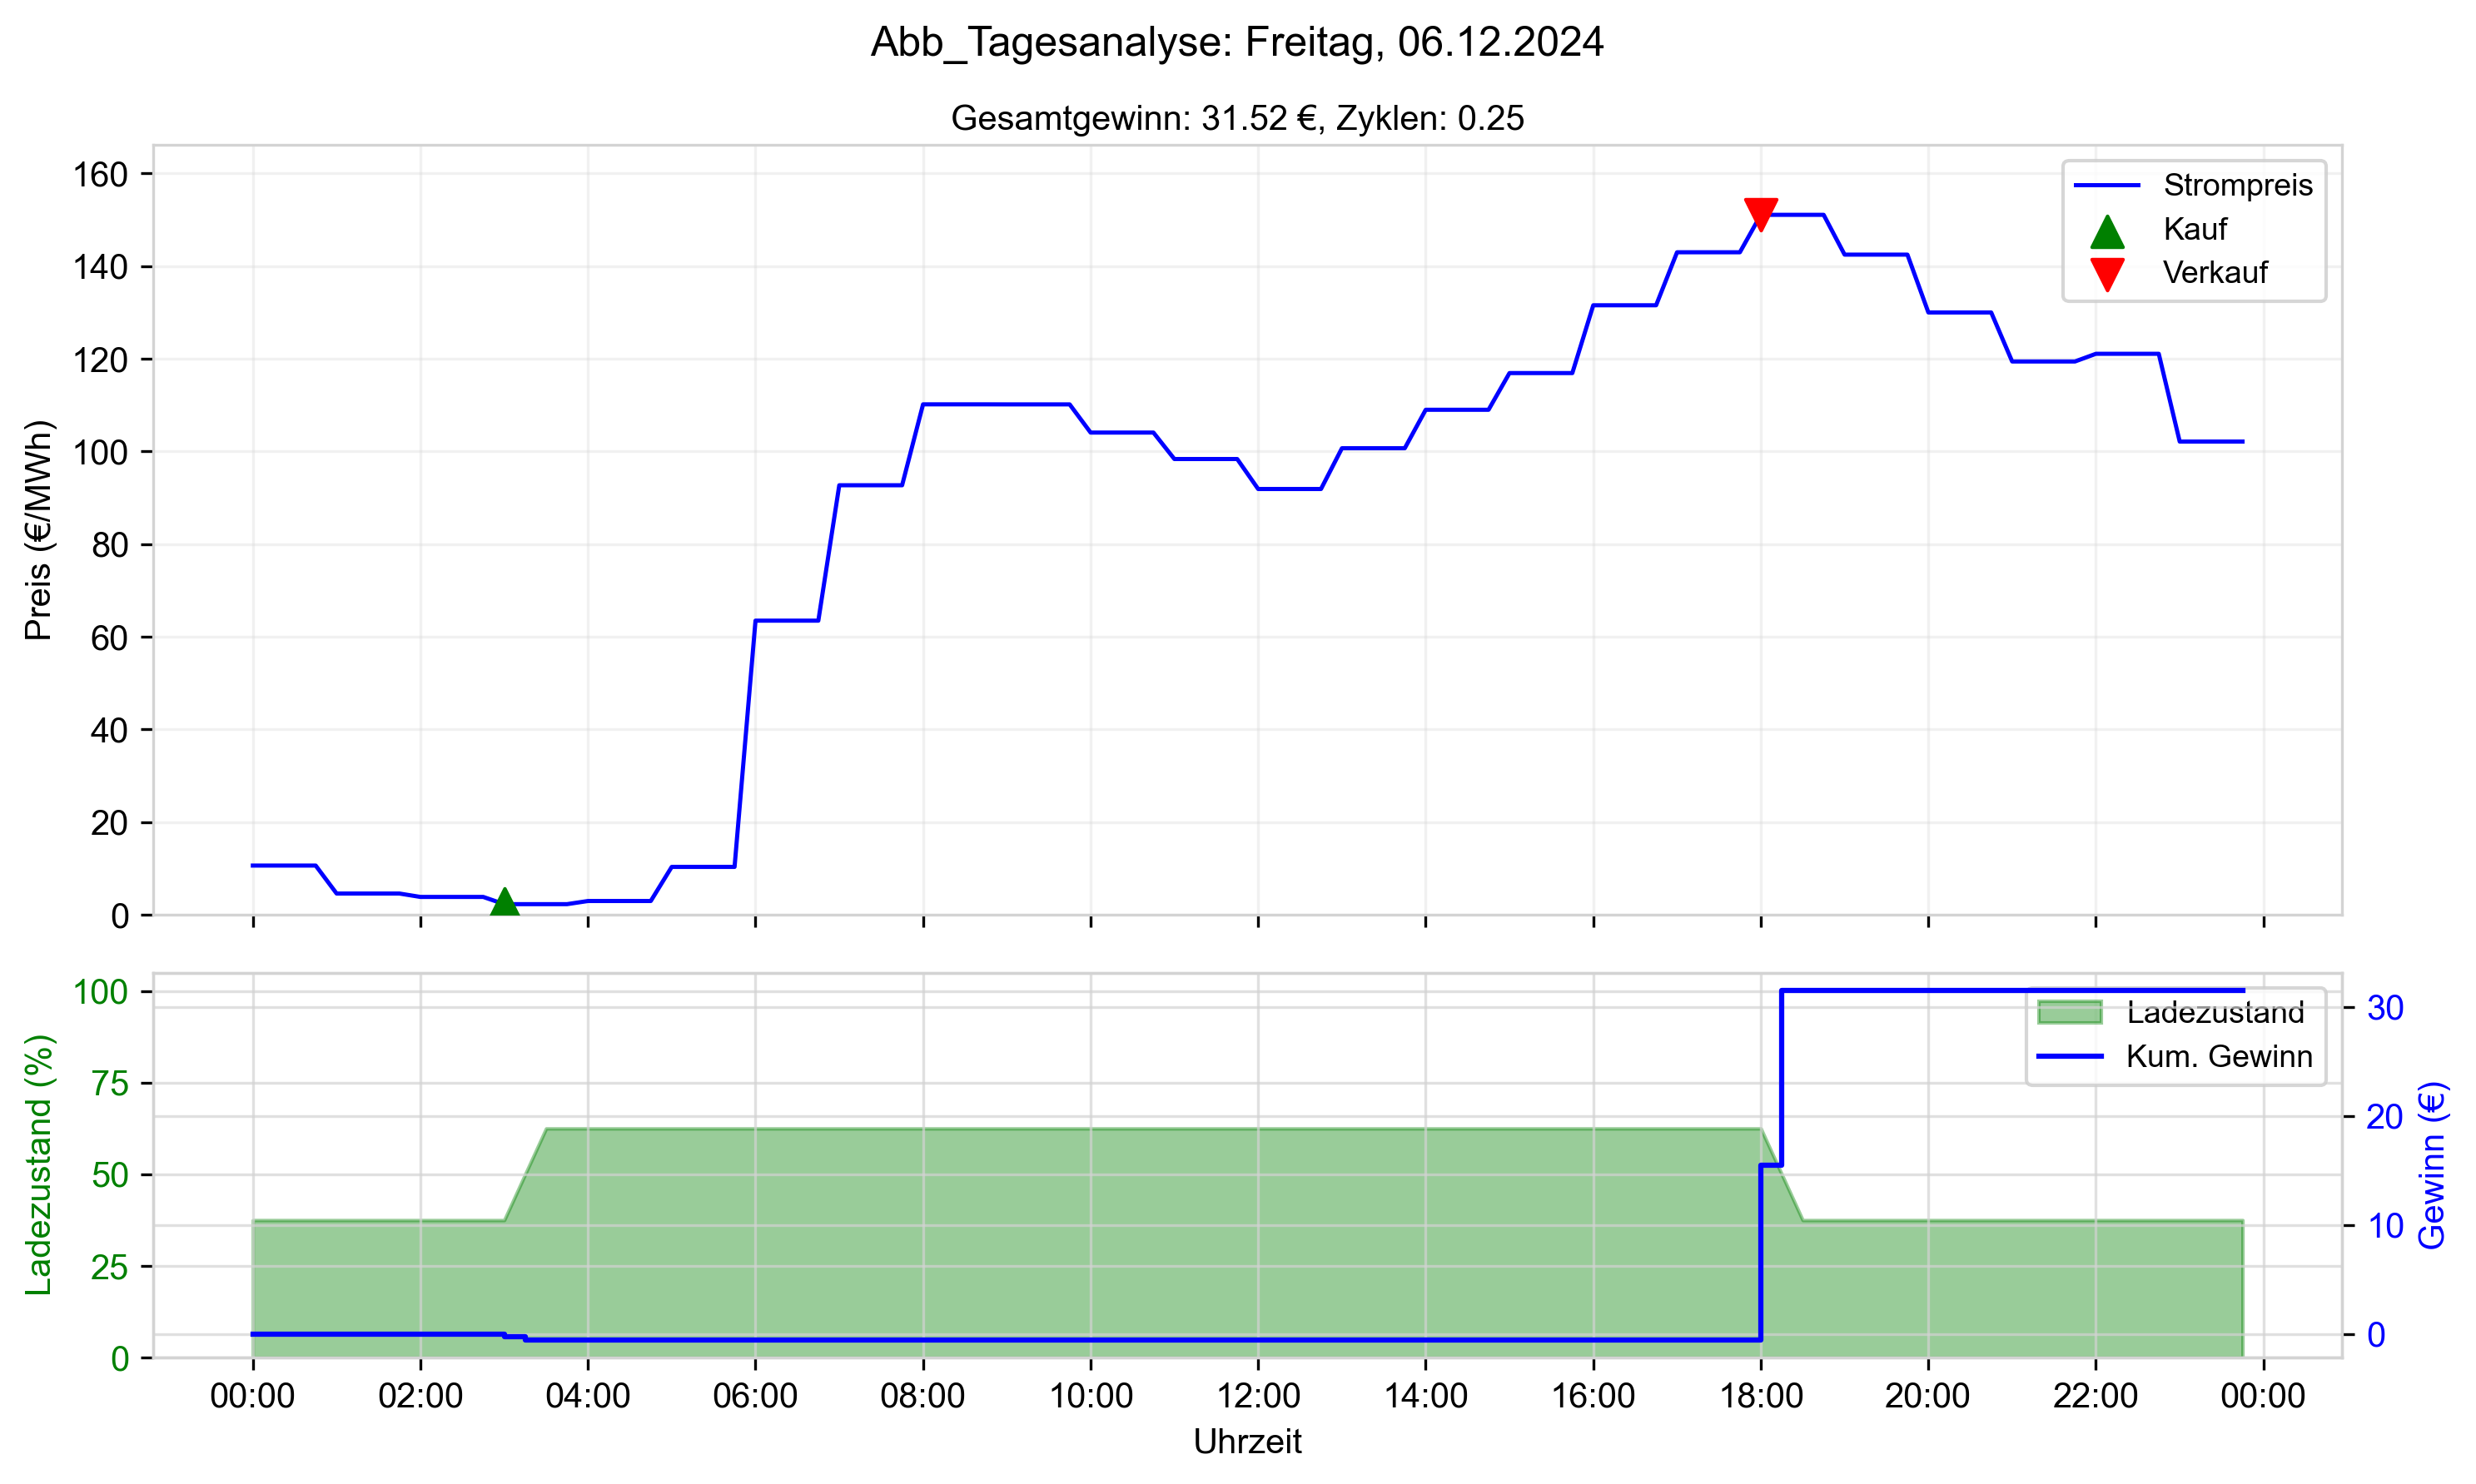 Abb_Tagesanalyse: Freitag, 06.12.2024
Gesamtgewinn: 31.52 €, Zyklen: 0.25
Preis (€/MWh)
160
140
120
100
80
60
40
20
0
Strompreis
Kauf
Verkauf
Ladezustand (%)
100
75
50
25
0
Ladezustand
Kum. Gewinn
30
20
10
0
Gewinn (€)
00:00 02:00 04:00 06:00 08:00 10:00 12:00 14:00 16:00 18:00 20:00 22:00 00:00
Uhrzeit